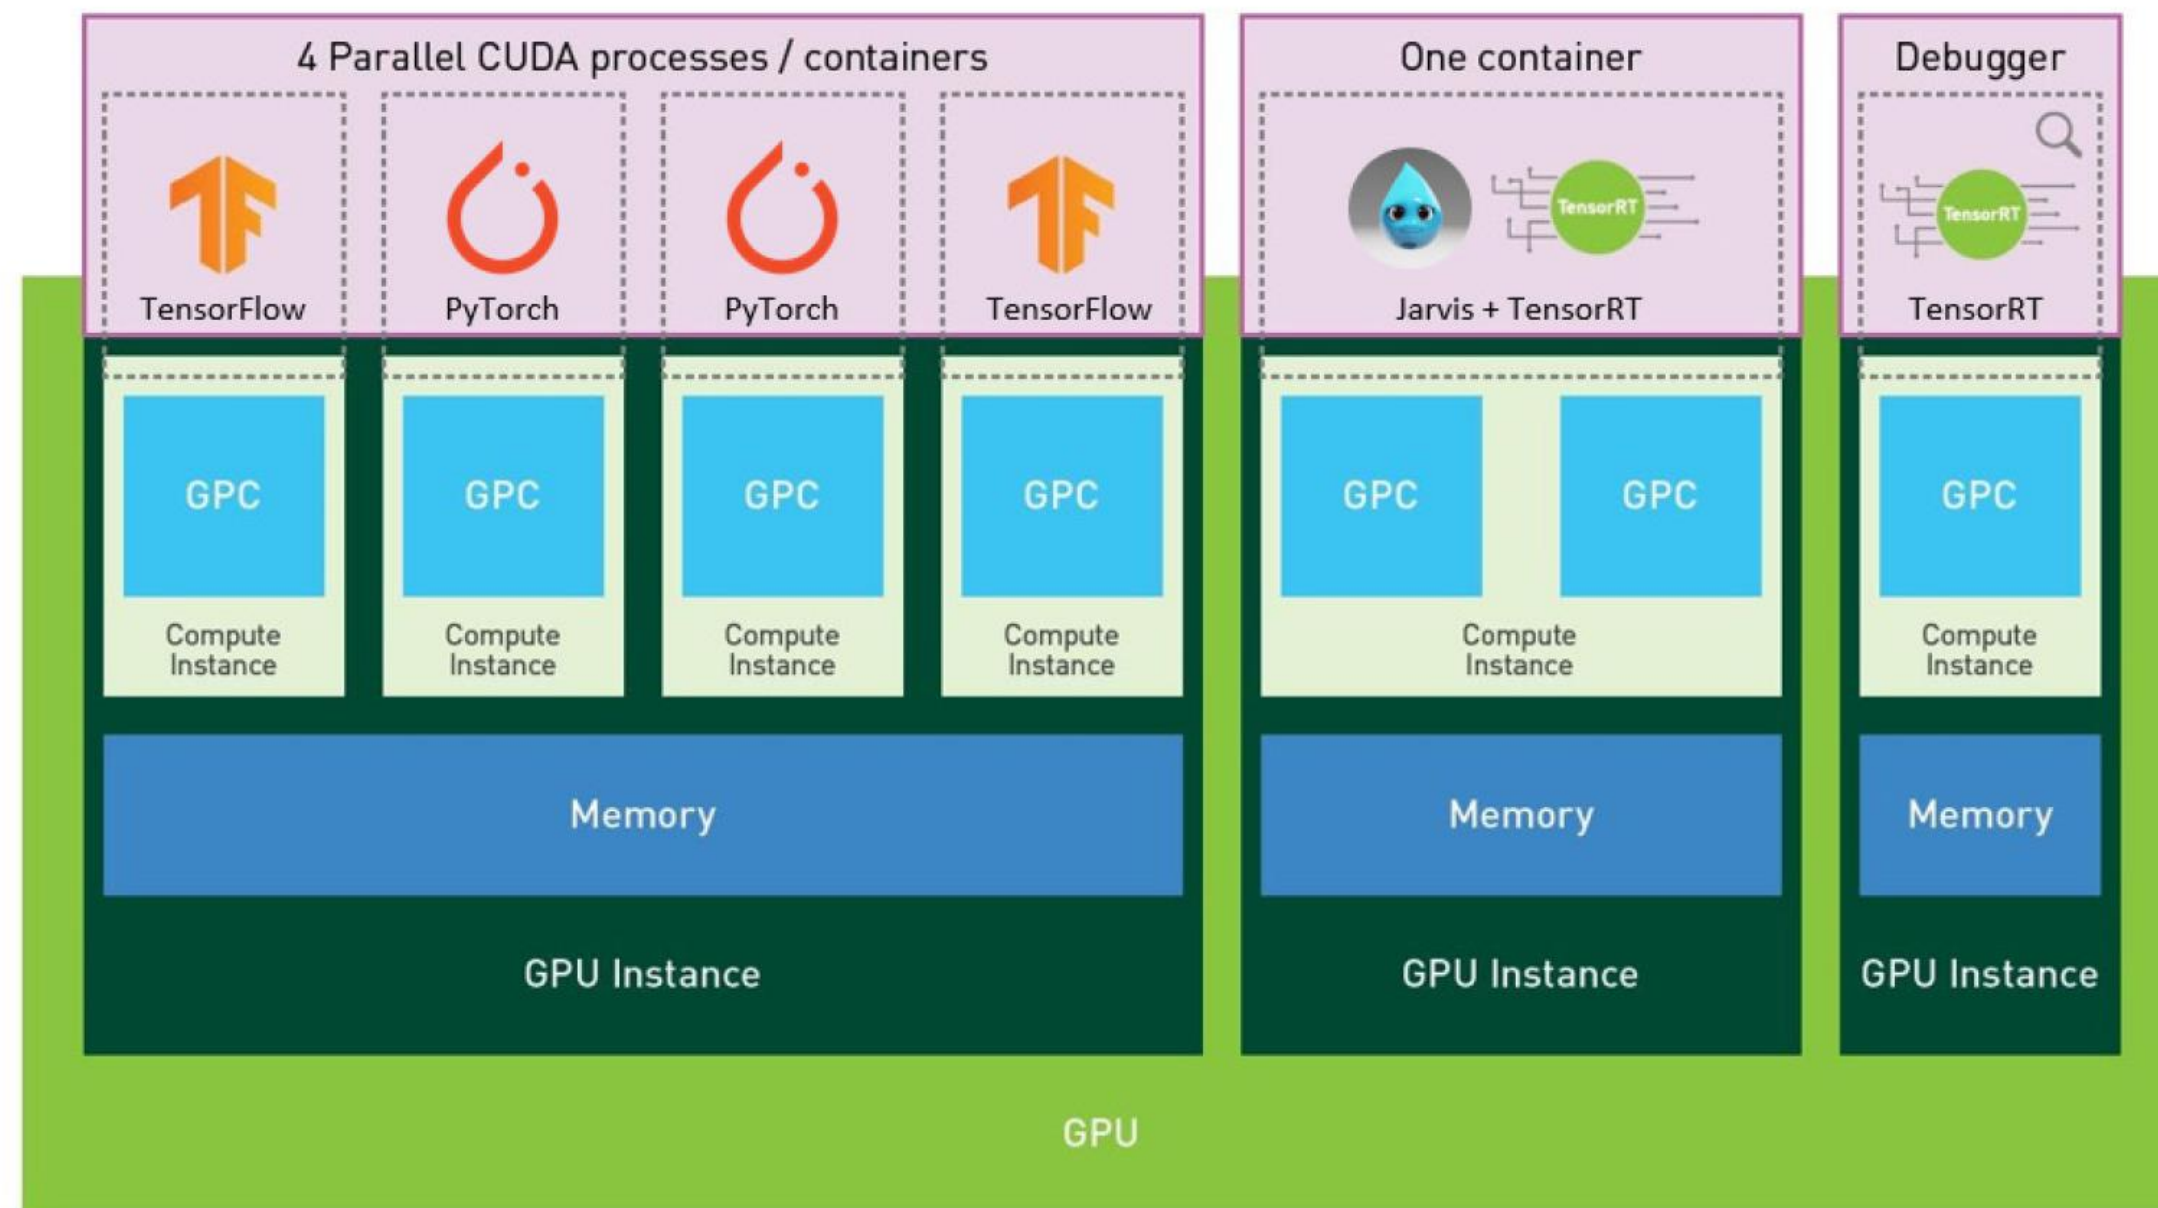 4 Parallel CUDA processes / containers
One container
Debugger
TensorRT
TensorRT
TensorFlow
PyTorch
PyTorch
TensorFlow
Jarvis + TensorRT
TensorRT
GPC
GPC
GPC
GPC
GPC
GPC
GPC
Compute
Instance
Compute
Instance
Compute
Instance
Compute
Instance
Compute
Instance
Compute
Instance
Memory
Memory
Memory
GPU Instance
GPU Instance
GPU Instance
GPU